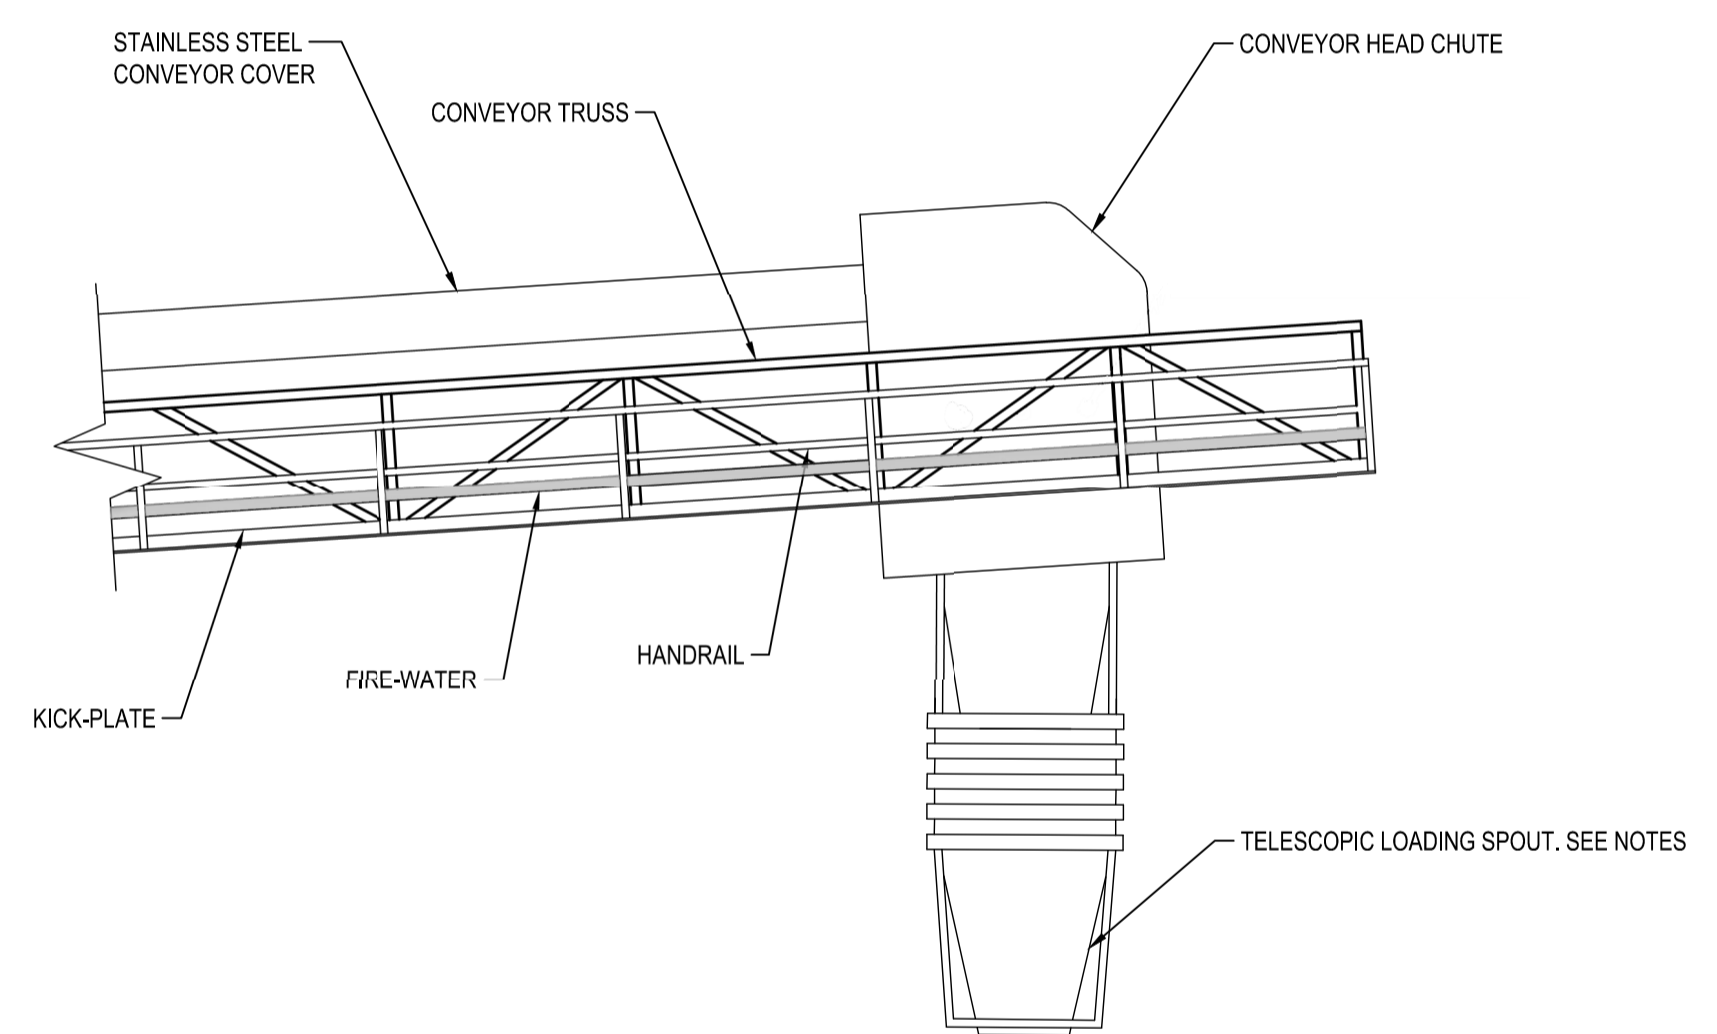 STAINLESS STEEL
CONVEYOR COVER
CONVEYOR TRUSS
CONVEYOR HEAD CHUTE
HANDRAIL
FIRE-WATER
KICK-PLATE
TELESCOPIC LOADING SPOUT. SEE NOTES